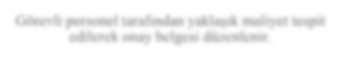 Görevli personel tarafından yaklaşık maliyet tespit
edilerek onay belgesi düzenlenir.